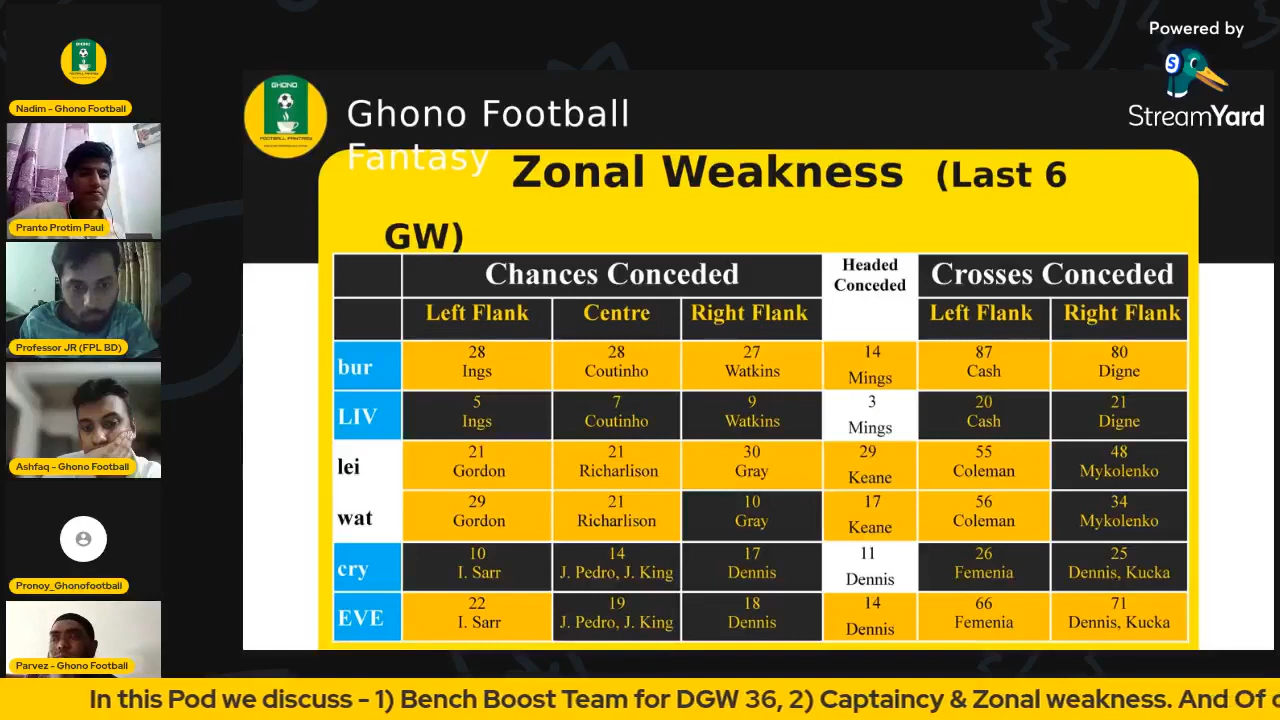 Powered by
StreamYard
Nadim - Ghono Football
Pranto Protim Paul
Professor JR (FPL BD)
Ashfaq - Ghono Football
Pronoy_Ghonofootball
Parvez - Ghono Football
GHONO
FOOTBALL FANTASY
Ghono Football
Fantasy
Zonal Weakness (Last 6
GW)
Chances Conceded Headed Conceded Crosses Conceded
Left Flank Centre Right Flank Left Flank Right Flank
bur 28 Ings 28 Coutinho 27 Watkins 14 Mings 87 Cash 80 Digne
LIV 5 Ings 7 Coutinho 9 Watkins 3 Mings 20 Cash 21 Digne
lei 21 Gordon 21 Richarlison 30 Gray 29 Keane 55 Coleman 48 Mykolenko
wat 29 Gordon 21 Richarlison 10 Gray 17 Keane 56 Coleman 34 Mykolenko
cry 10 I. Sarr 14 J. Pedro, J. King 17 Dennis 11 Dennis 26 Femenia 25 Dennis, Kucka
EVE 22 I. Sarr 19 J. Pedro, J. King 18 Dennis 14 Dennis 66 Femenia 71 Dennis, Kucka
In this Pod we discuss - 1) Bench Boost Team for DGW 36, 2) Captaincy & Zonal weakness. And Of